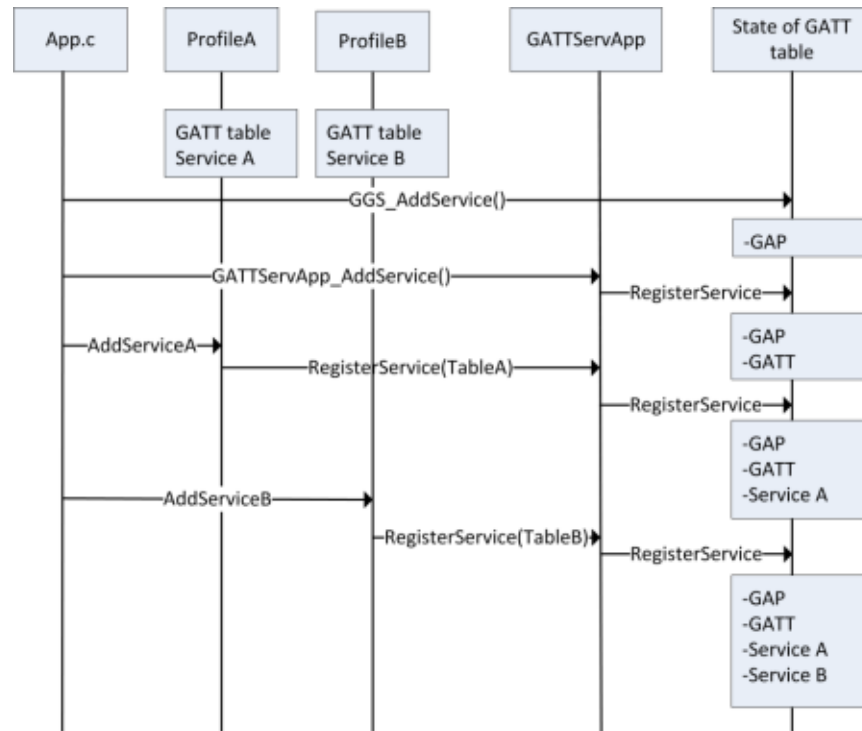 App.c
ProfileA
ProfileB
GATTServApp
State of GATT
table
GATT table
Service A
GATT table
Service B
GGS_AddService()
-GAP
GATTServApp_AddService()
RegisterService
AddServiceA
-GAP
-GATT
RegisterService(TableA)
RegisterService
-GAP
-GATT
-Service A
AddServiceB
RegisterService(TableB)
RegisterService
-GAP
-GATT
-Service A
-Service B